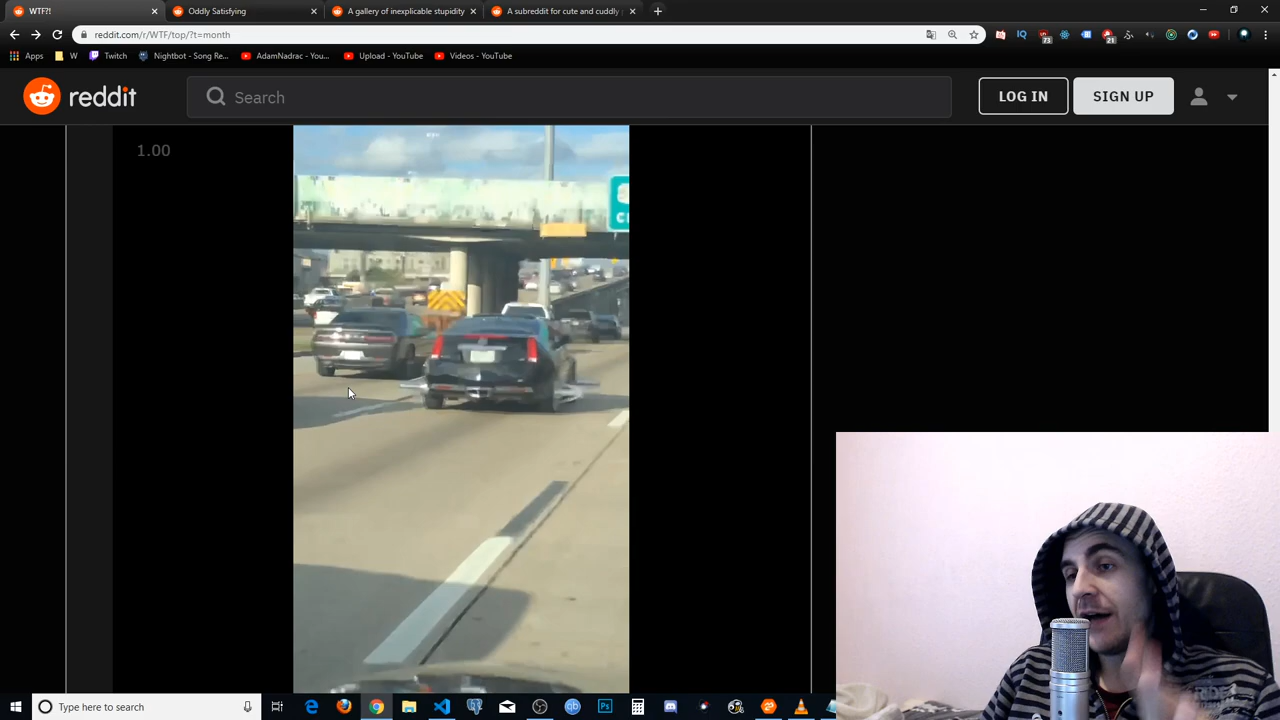 WTF?!
Oddly Satisfying
A gallery of inexplicable stupidity
A subreddit for cute and cuddly
reddit.com/r/WTF/top/?t=month
73
21
Apps
W
Twitch
Nightbot - Song Re...
AdamNadrac - You...
Upload - YouTube
Videos - YouTube
reddit
Search
LOG IN
SIGN UP
1.00
Type here to search